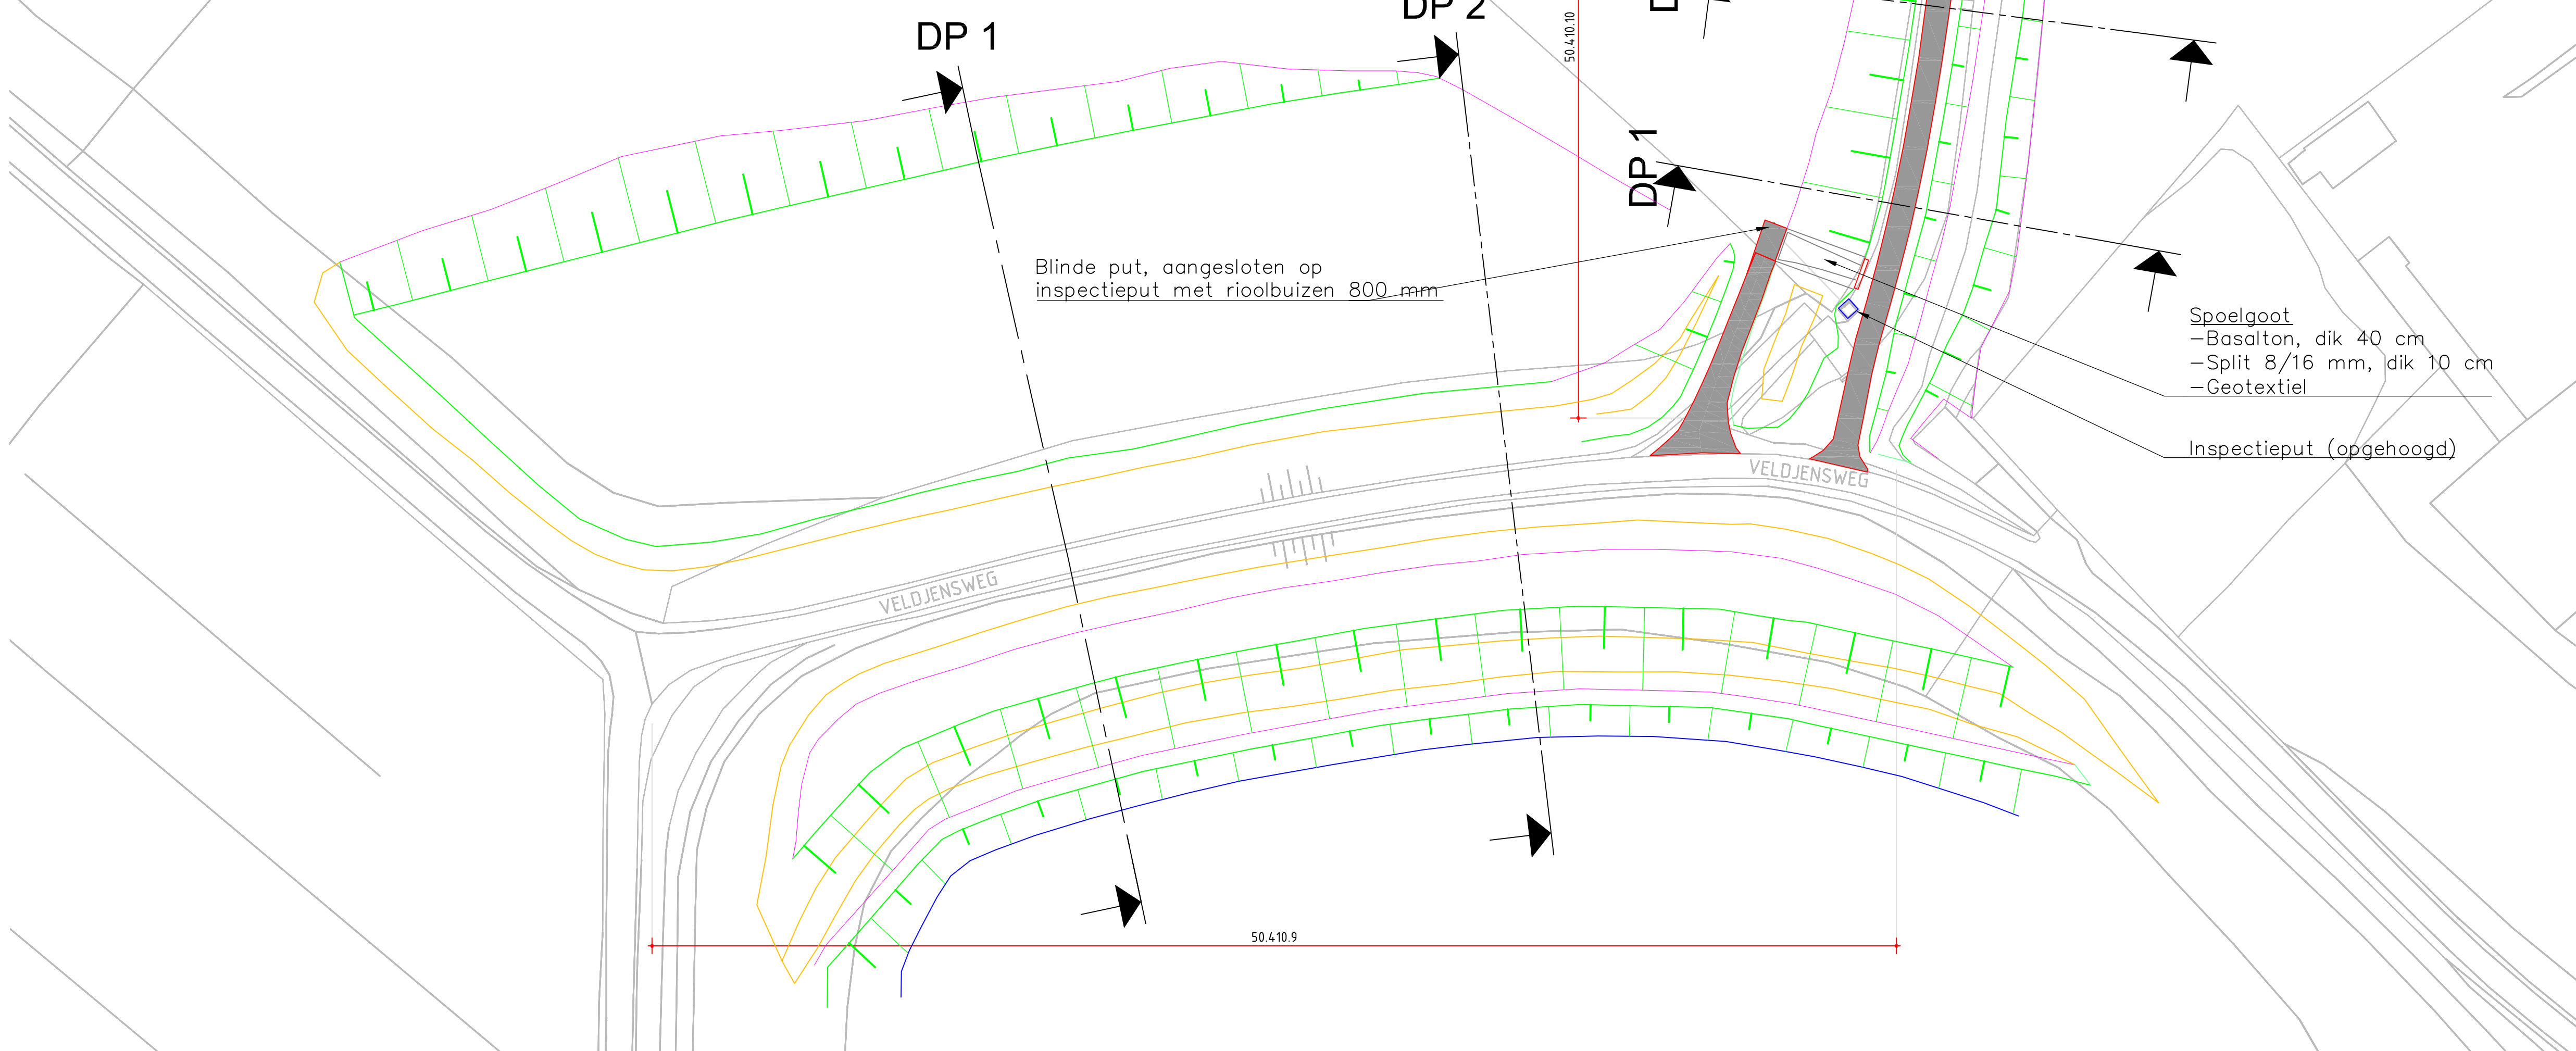 DP 1
DP 2
50.410.10
DP 1
Blinde put, aangesloten op
inspectieput met rioolbuizen 800 mm
Spoelgoot
-Basalton, dik 40 cm
-Split 8/16 mm, dik 10 cm
-Geotextiel
Inspectieput (opgehoogd)
VELDJENSWEG
VELDJENSWEG
50.410.9